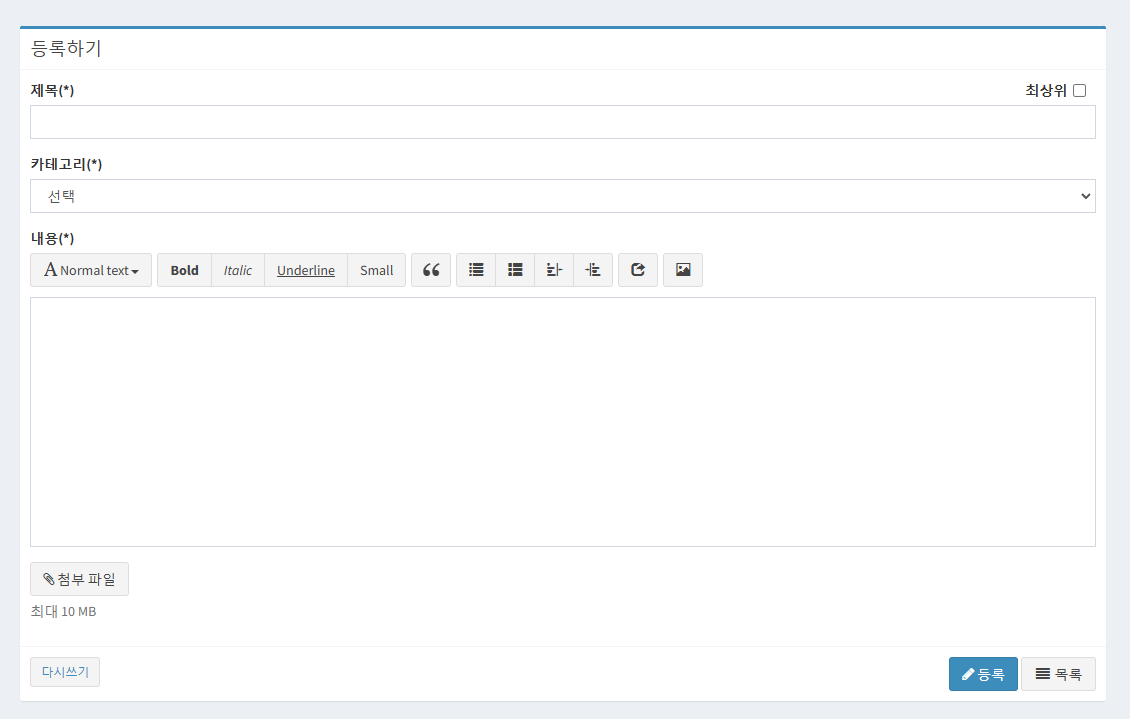 등록하기
제목(*) 최상위
카테고리(*)
선택
내용(*)
A Normal text Bold Italic Underline Small
첨부 파일
최대 10 MB
다시쓰기 등록 목록